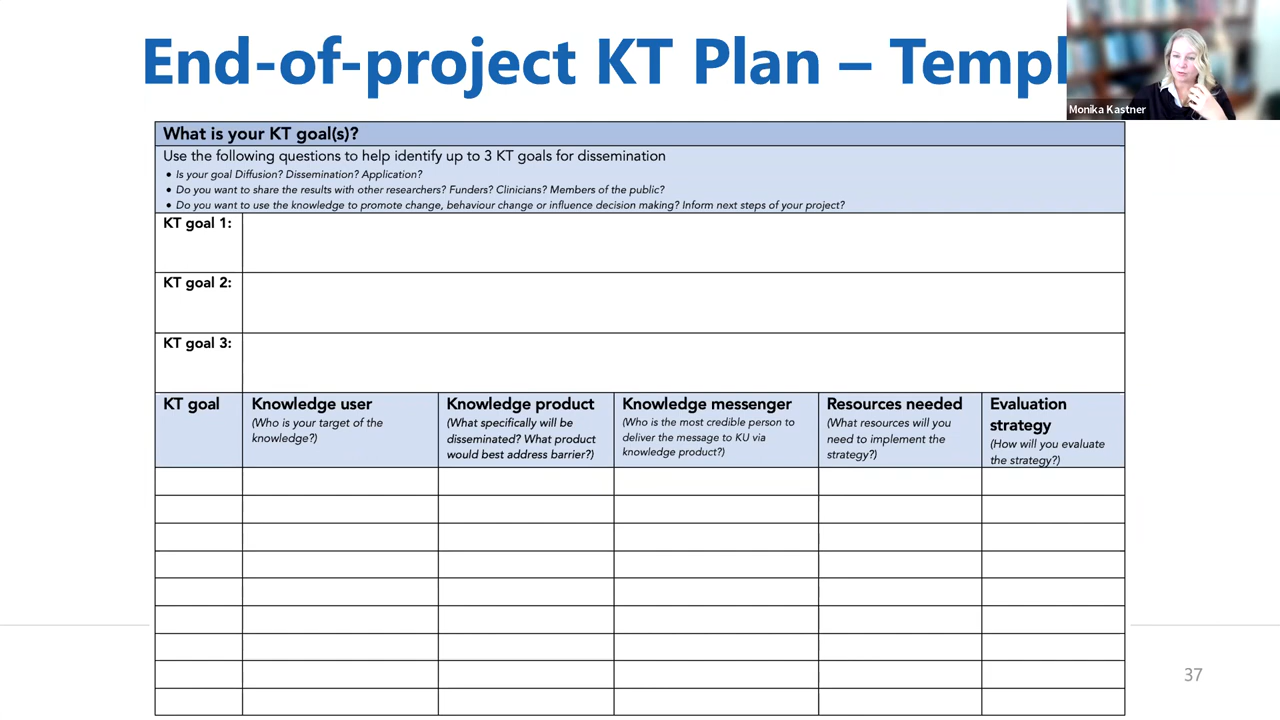 End-of-project KT Plan – Templ
Monika Kastner
What is your KT goal(s)?
Use the following questions to help identify up to 3 KT goals for dissemination
• Is your goal Diffusion? Dissemination? Application?
• Do you want to share the results with other researchers? Funders? Clinicians? Members of the public?
• Do you want to use the knowledge to promote change, behaviour change or influence decision making? Inform next steps of your project?
KT goal 1:
KT goal 2:
KT goal 3:
KT goal
Knowledge user
(Who is your target of the
knowledge?)
Knowledge product
(What specifically will be
disseminated? What product
would best address barrier?)
Knowledge messenger
(Who is the most credible person to
deliver the message to KU via
knowledge product?)
Resources needed
(What resources will you
need to implement the
strategy?)
Evaluation
strategy
(How will you evaluate
the strategy?)
37